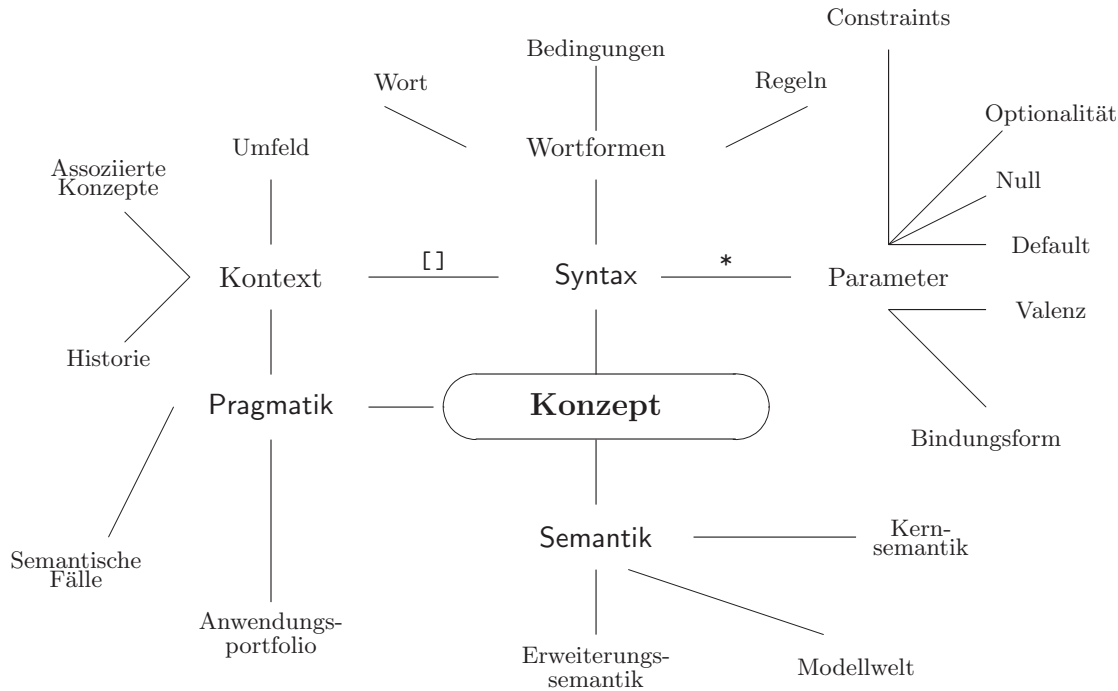 Constraints
Bedingungen
Wort
Regeln
Optionalität
Umfeld
Wortformen
Assoziierte
Konzepte
Null
Default
[]
*
Kontext
Syntax
Parameter
Valenz
Historie
Pragmatik
Konzept
Bindungsform
Semantik
Kern-
semantik
Semantische
Fälle
Anwendungs-
portfolio
Erweiterungs-
semantik
Modellwelt